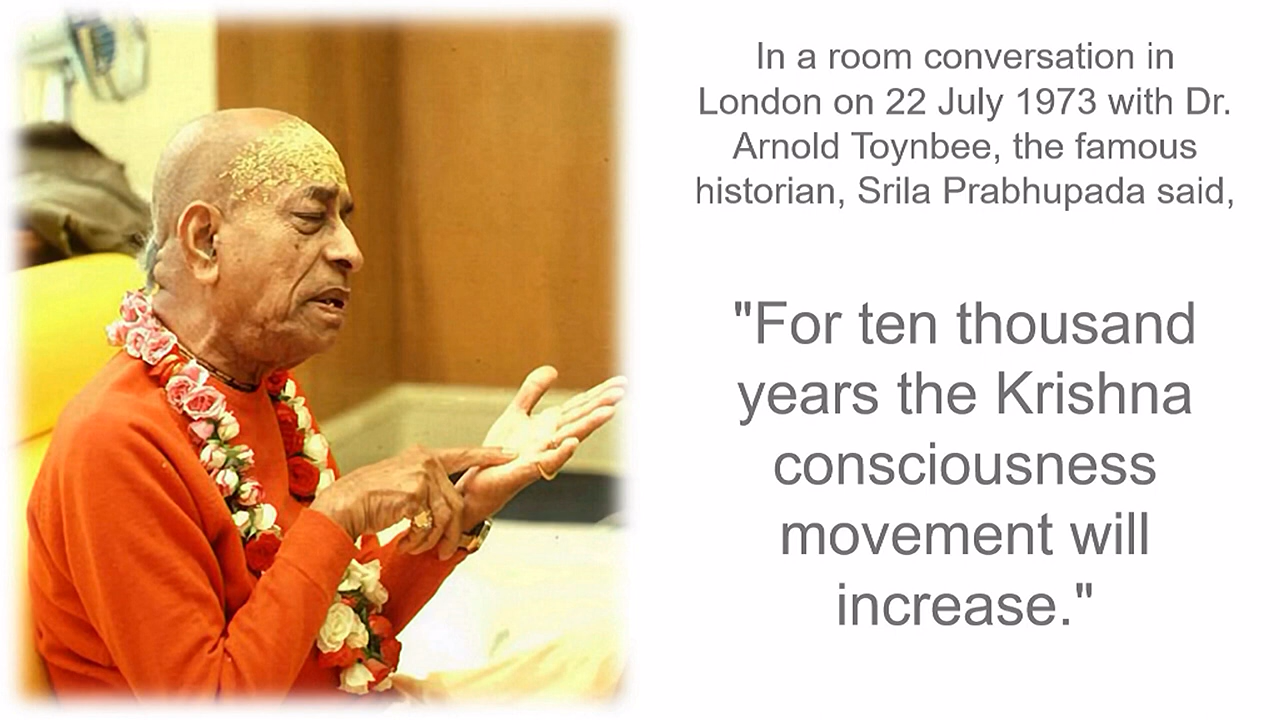 In a room conversation in
London on 22 July 1973 with Dr.
Arnold Toynbee, the famous
historian, Srila Prabhupada said,
"For ten thousand
years the Krishna
consciousness
movement will
increase."